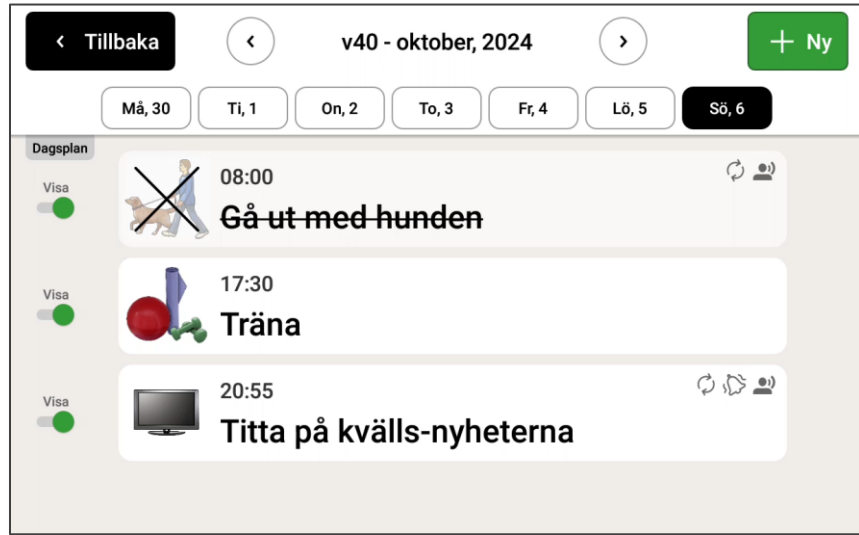 Tillbaka
v40 - oktober, 2024
Ny
Må, 30
Ti, 1
On, 2
To, 3
Fr, 4
Lö, 5
Sö, 6
Dagsplan
Visa
08:00
Gå ut med hunden
Visa
17:30
Träna
Visa
20:55
Titta på kvälls-nyheterna